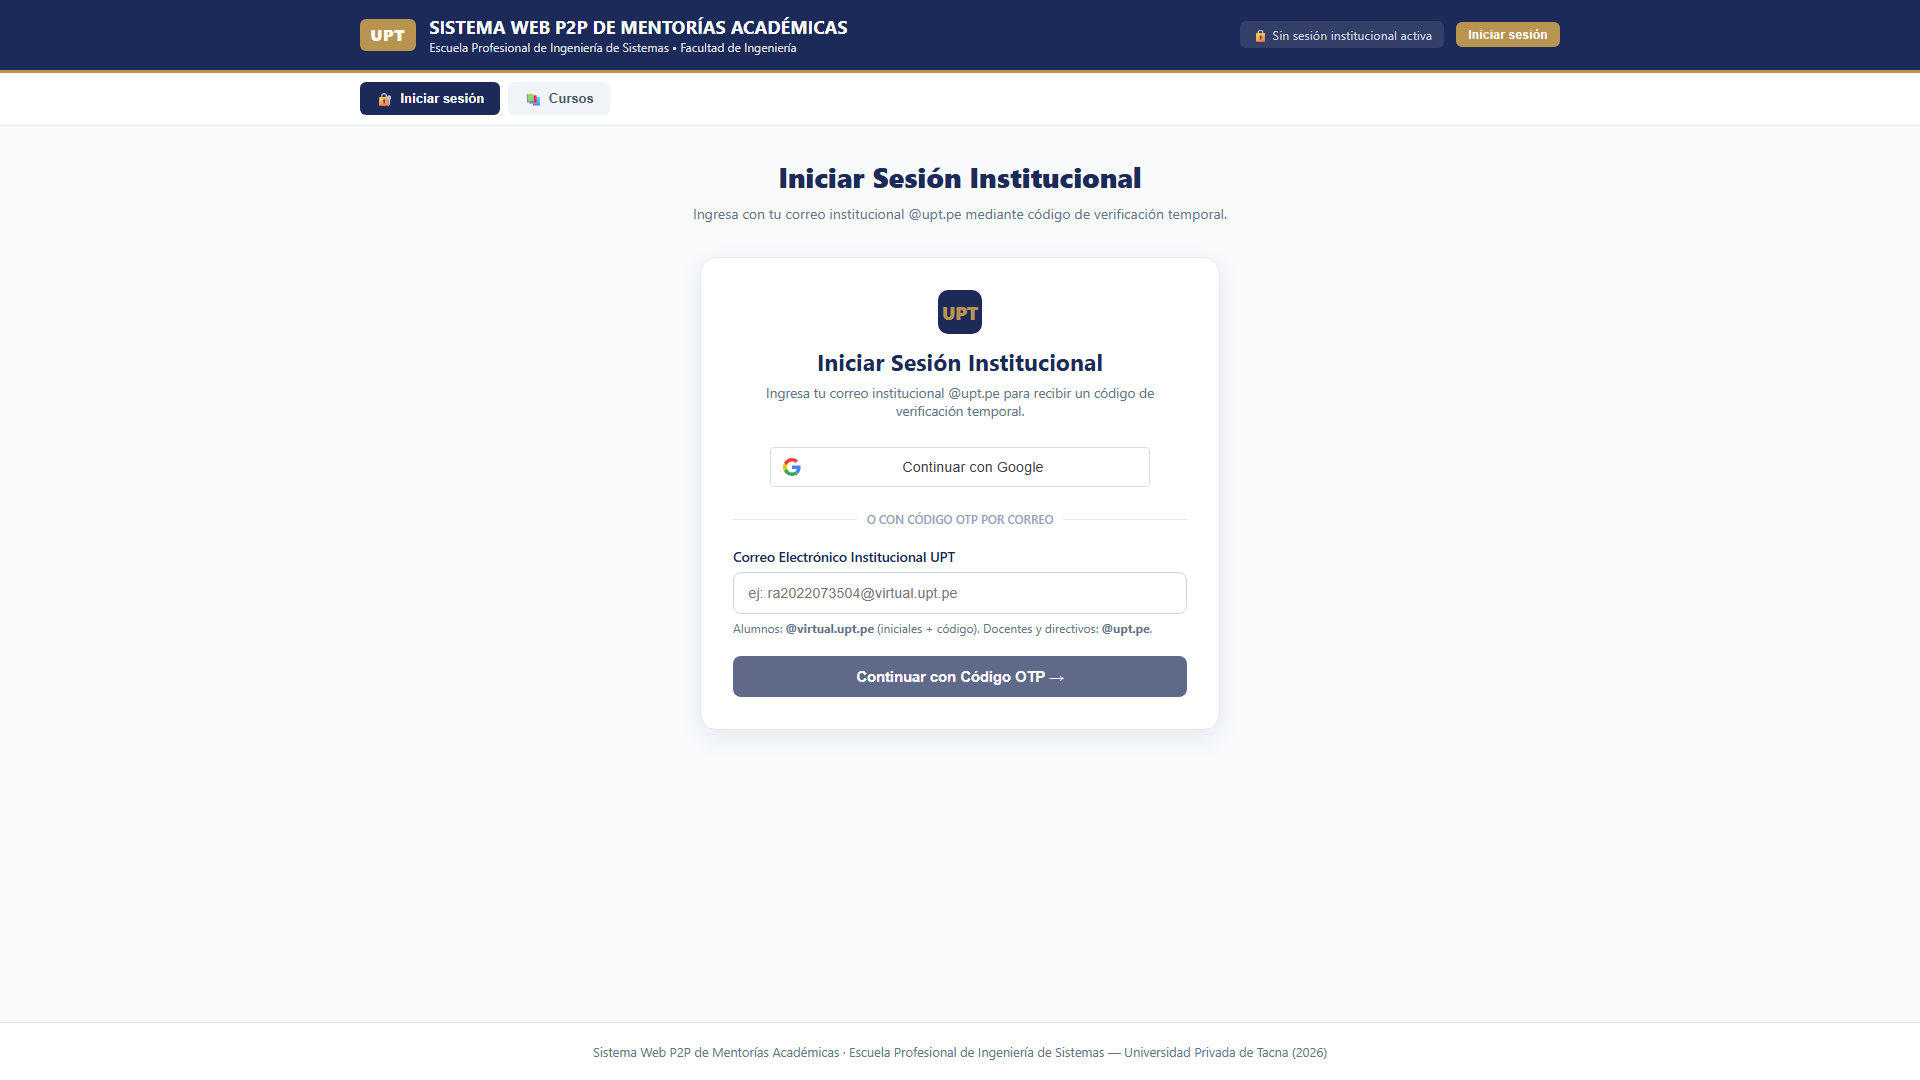 UPT
SISTEMA WEB P2P DE MENTORÍAS ACADÉMICAS
Escuela Profesional de Ingeniería de Sistemas • Facultad de Ingeniería
Sin sesión institucional activa
Iniciar sesión
Iniciar sesión
Cursos
Iniciar Sesión Institucional
Ingresa con tu correo institucional @upt.pe mediante código de verificación temporal.
UPT
Iniciar Sesión Institucional
Ingresa tu correo institucional @upt.pe para recibir un código de
verificación temporal.
Continuar con Google
O CON CÓDIGO OTP POR CORREO
Correo Electrónico Institucional UPT
ej: ra2022073504@virtual.upt.pe
Alumnos: @virtual.upt.pe (iniciales + código). Docentes y directivos: @upt.pe.
Continuar con Código OTP →
Sistema Web P2P de Mentorías Académicas · Escuela Profesional de Ingeniería de Sistemas — Universidad Privada de Tacna (2026)